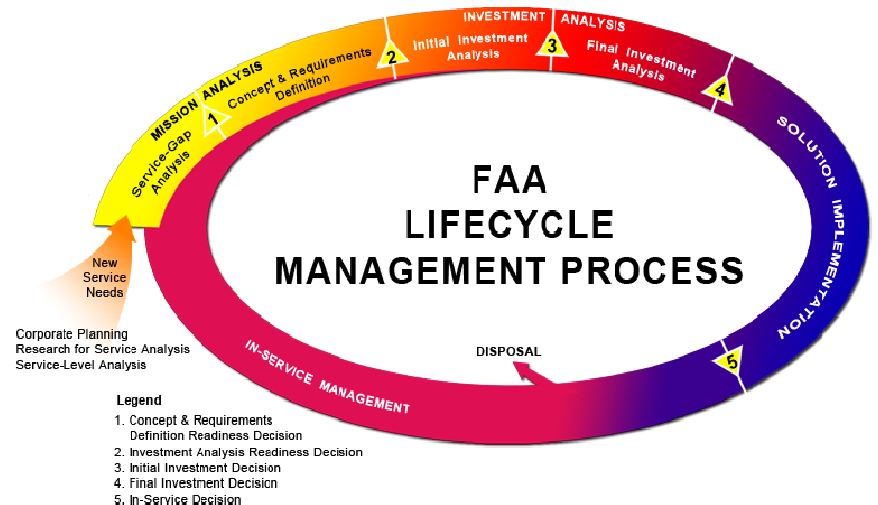 MISSION ANALYSIS
Service-Gap
Analysis
1
Concept & Requirements
Definition
2
INVESTMENT ANALYSIS
Initial Investment
Analysis
3
Final Investment
Analysis
4
SOLUTION IMPLEMENTATION
5
IN-SERVICE MANAGEMENT
DISPOSAL
FAA
LIFECYCLE
MANAGEMENT PROCESS
New
Service
Needs
Corporate Planning
Research for Service Analysis
Service-Level Analysis
Legend
1. Concept & Requirements
Definition Readiness Decision
2. Investment Analysis Readiness Decision
3. Initial Investment Decision
4. Final Investment Decision
5. In-Service Decision